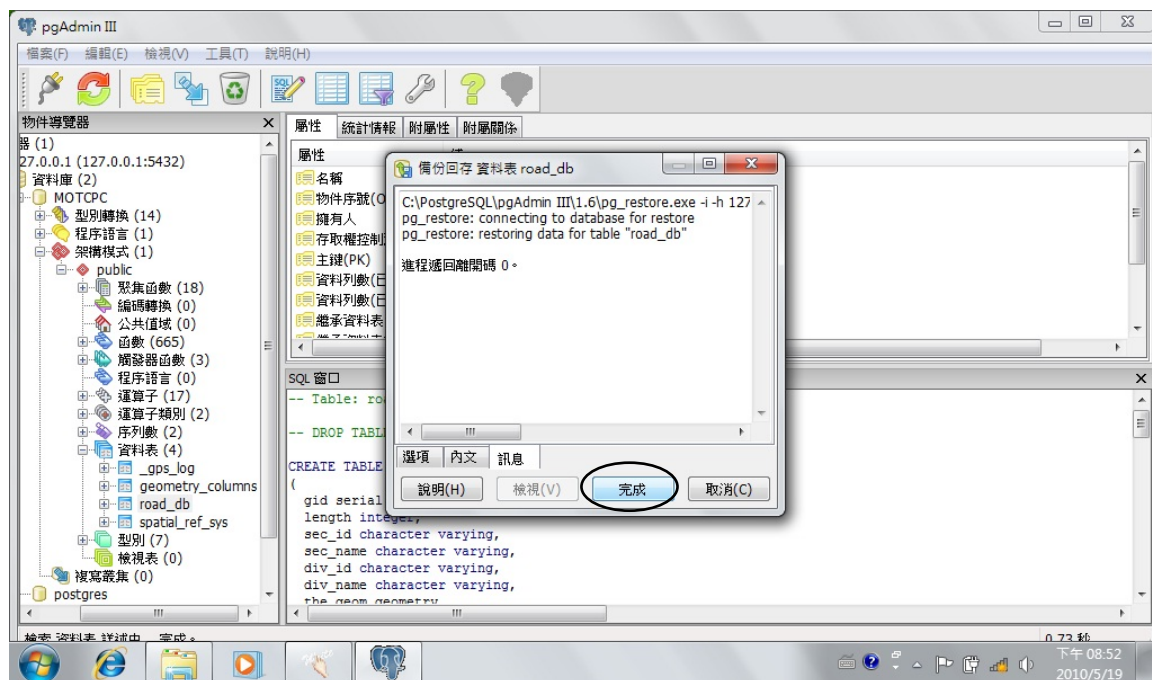 pgAdmin III
檔案(F) 編輯(E) 檢視(V) 工具(T) 說明(H)
物件導覽器
器 (1)
27.0.0.1 (127.0.0.1:5432)
資料庫 (2)
MOTCPC
型別轉換 (14)
程序語言 (1)
架構模式 (1)
public
聚集函數 (18)
編碼轉換 (0)
公共值域 (0)
函數 (665)
觸發器函數 (3)
程序語言 (0)
運算子 (17)
運算子類別 (2)
序列數 (2)
資料表 (4)
_gps_log
geometry_columns
road_db
spatial_ref_sys
型別 (7)
檢視表 (0)
複寫叢集 (0)
postgres
屬性 統計情報 附屬性 附屬關係
屬性
名稱
物件序號(O
擁有人
存取權控制
主鍵(PK)
資料列數(已
資料列數(已
繼承資料表
備份回存 資料表 road_db
C:\PostgreSQL\pgAdmin III\1.6\pg_restore.exe -i -h 127
pg_restore: connecting to database for restore
pg_restore: restoring data for table "road_db"
進程遞回離開碼 0。
選項 內文 訊息
說明(H) 檢視(V) 完成 取消(C)
SQL 窗口
-- Table: ro
-- DROP TABL
CREATE TABLE
(
gid serial
length integer,
sec_id character varying,
sec_name character varying,
div_id character varying,
div_name character varying,
the_geom geometry
檢索 資料表 詳述中... 完成。
0.73 秒
下午 08:52
2010/5/19